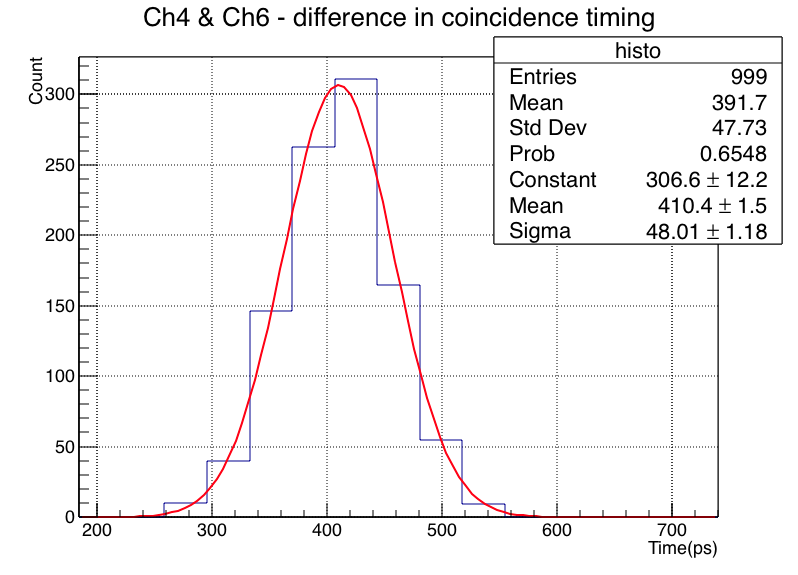 Ch4 & Ch6 - difference in coincidence timing
histo
Entries 999
Mean 391.7
Std Dev 47.73
Prob 0.6548
Constant 306.6 ± 12.2
Mean 410.4 ± 1.5
Sigma 48.01 ± 1.18
Count
300
250
200
150
100
50
0
200 300 400 500 600 700
Time(ps)